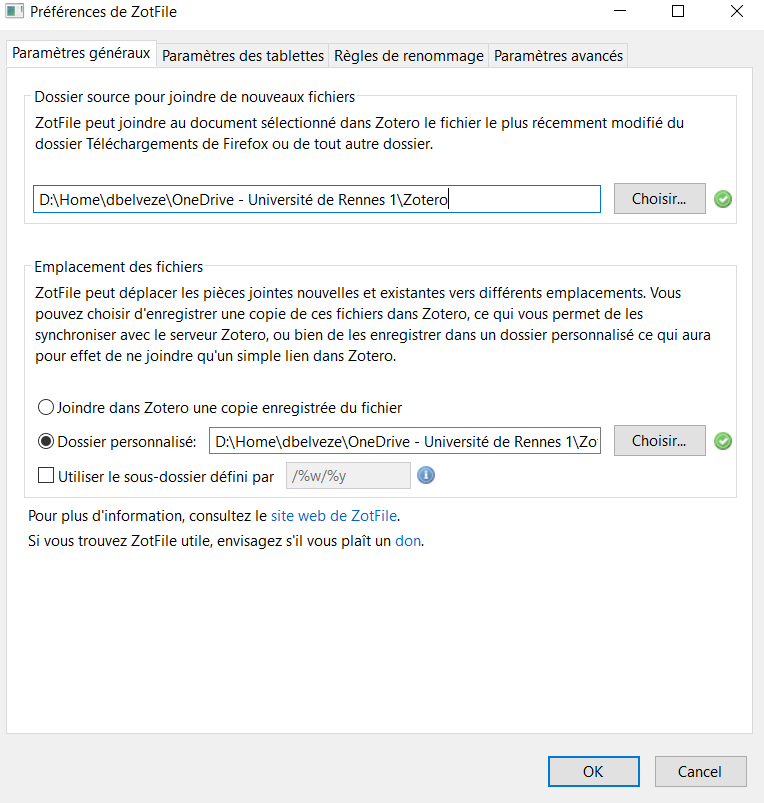 Préférences de ZotFile
Paramètres généraux Paramètres des tablettes Règles de renommage Paramètres avancés
Dossier source pour joindre de nouveaux fichiers
ZotFile peut joindre au document sélectionné dans Zotero le fichier le plus récemment modifié du
dossier Téléchargements de Firefox ou de tout autre dossier.
D:\Home\dbelveze\OneDrive - Université de Rennes 1\Zotero Choisir...
Emplacement des fichiers
ZotFile peut déplacer les pièces jointes nouvelles et existantes vers différents emplacements. Vous
pouvez choisir d'enregistrer une copie de ces fichiers dans Zotero, ce qui vous permet de les
synchroniser avec le serveur Zotero, ou bien de les enregistrer dans un dossier personnalisé ce qui aura
pour effet de ne joindre qu'un simple lien dans Zotero.
Joindre dans Zotero une copie enregistrée du fichier
Dossier personnalisé: D:\Home\dbelveze\OneDrive - Université de Rennes 1\Zo Choisir...
Utiliser le sous-dossier défini par /%w/%y
Pour plus d'information, consultez le site web de ZotFile.
Si vous trouvez ZotFile utile, envisagez s'il vous plaît un don.
OK Cancel